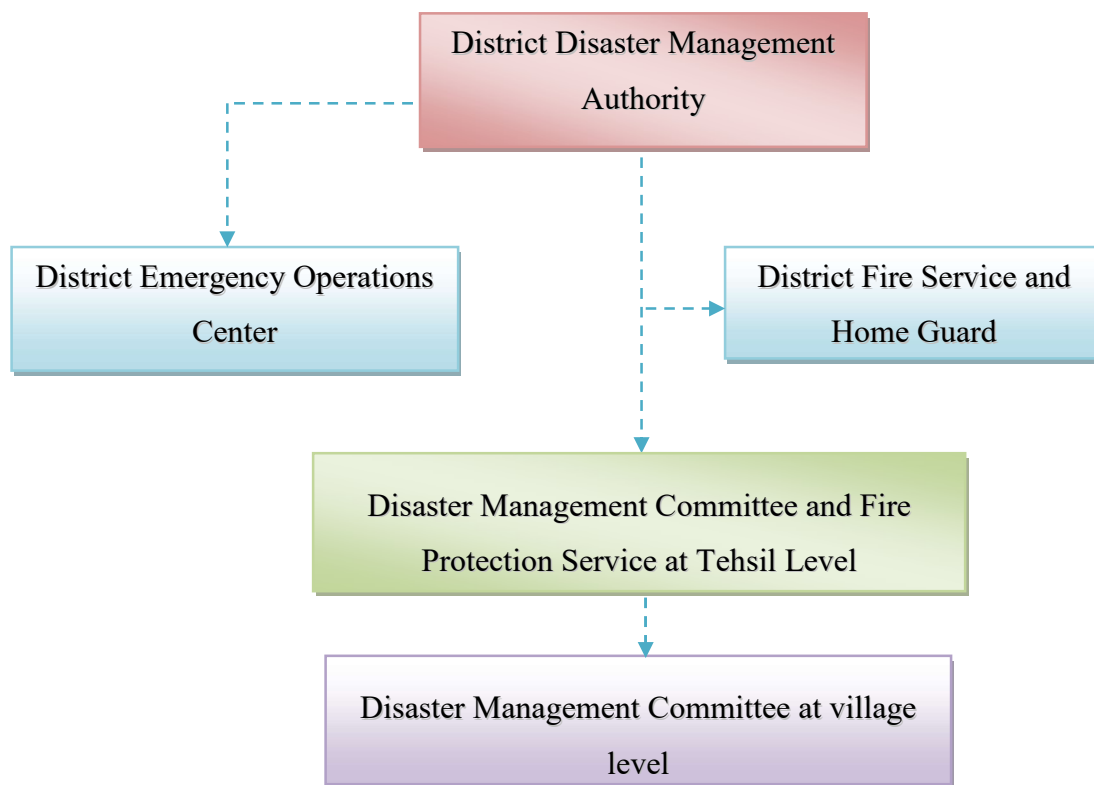 District Disaster Management
Authority
District Emergency Operations
Center
District Fire Service and
Home Guard
Disaster Management Committee and Fire
Protection Service at Tehsil Level
Disaster Management Committee at village
level